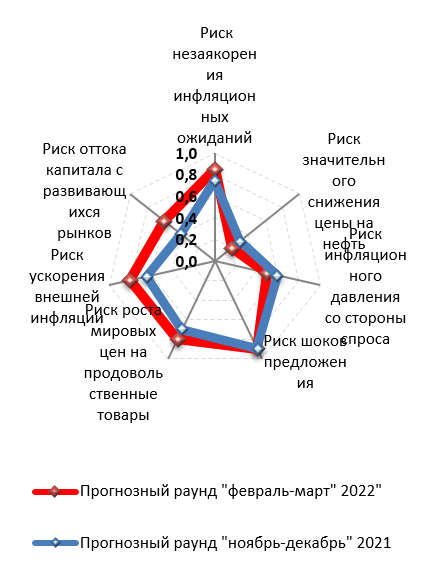 Риск
незаякорен
ия
инфляцион
ных
ожиданий
Риск
значительн
ого
снижения
цены на
нефть
Риск
инфляцион
ного
давления
со стороны
спроса
Риск шоков
предложен
ия
Риск роста
мировых
цен на
продоволь
ственные
товары
Риск
ускорения
внешней
инфляции
Риск оттока
капитала с
развивающ
ихся
рынков
1,0
0,8
0,6
0,4
0,2
0,0
Прогнозный раунд "февраль-март" 2022"
Прогнозный раунд "ноябрь-декабрь" 2021